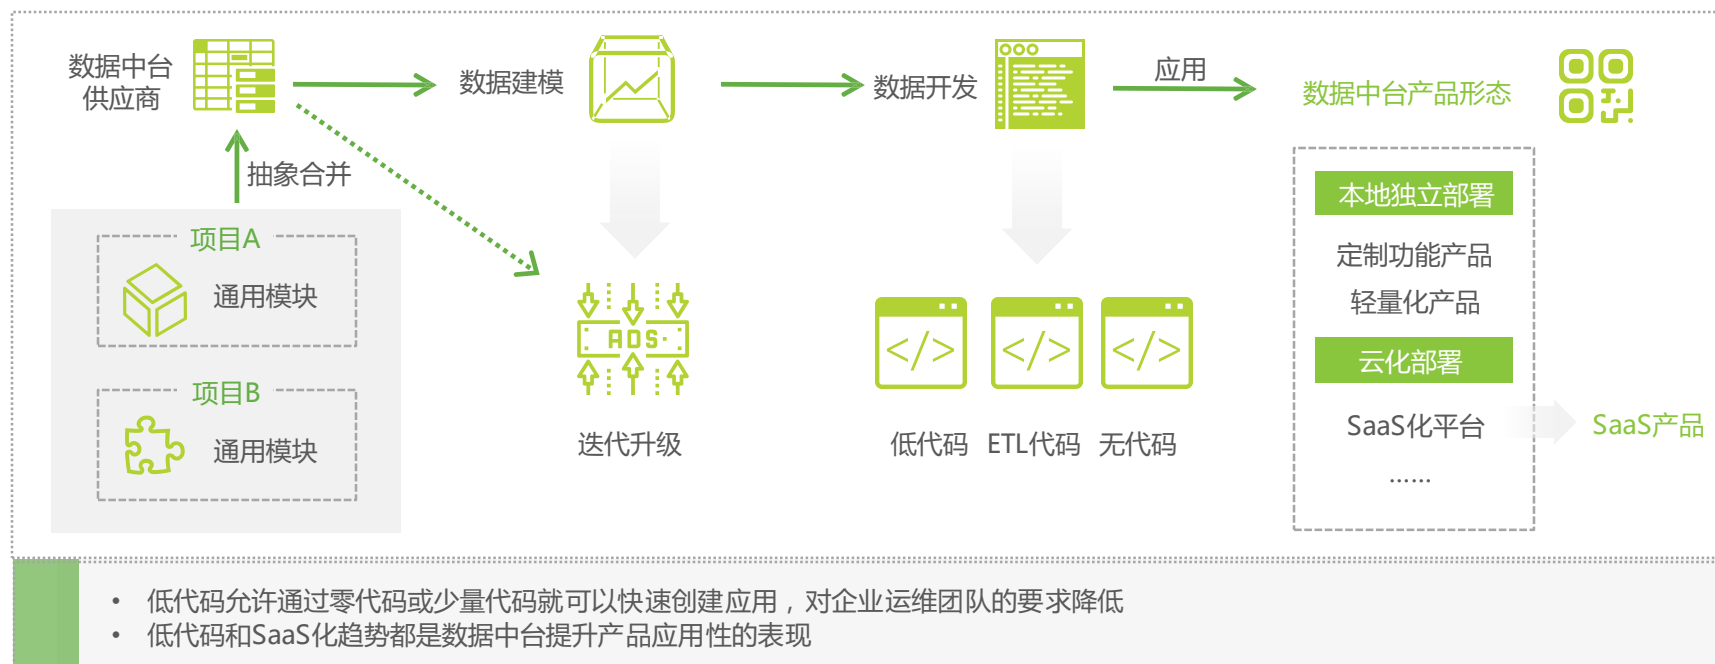 数据中台
供应商
数据建模
数据开发
应用
数据中台产品形态
抽象合并
项目A
通用模块
项目B
通用模块
ADS
迭代升级
</>
</>
</>
低代码
ETL代码
无代码
本地独立部署
定制功能产品
轻量化产品
云化部署
SaaS化平台
SaaS产品
……
• 低代码允许通过零代码或少量代码就可以快速创建应用，对企业运维团队的要求降低
• 低代码和SaaS化趋势都是数据中台提升产品应用性的表现